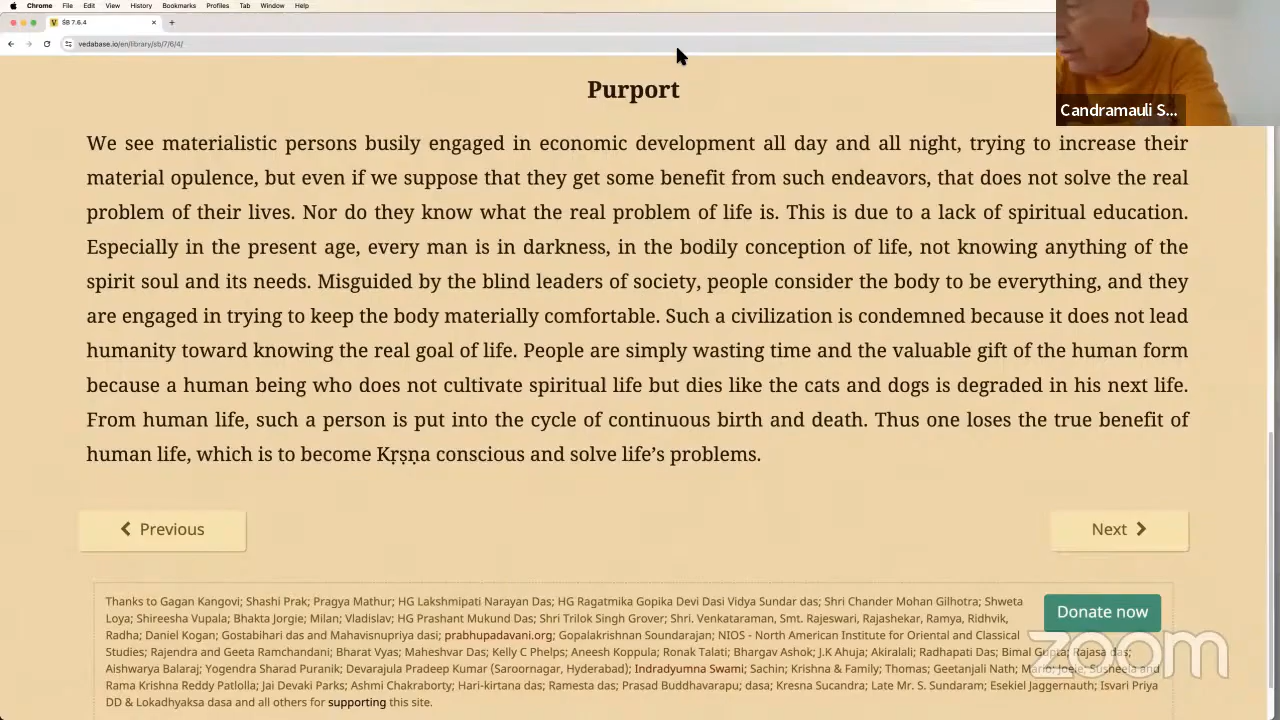 Chrome File Edit View History Bookmarks Profiles Tab Window Help
ŚB 7.6.4
vedabase.io/en/library/sb/7/6/4/
Candramauli S...
Purport
We see materialistic persons busily engaged in economic development all day and all night, trying to increase their
material opulence, but even if we suppose that they get some benefit from such endeavors, that does not solve the real
problem of their lives. Nor do they know what the real problem of life is. This is due to a lack of spiritual education.
Especially in the present age, every man is in darkness, in the bodily conception of life, not knowing anything of the
spirit soul and its needs. Misguided by the blind leaders of society, people consider the body to be everything, and they
are engaged in trying to keep the body materially comfortable. Such a civilization is condemned because it does not lead
humanity toward knowing the real goal of life. People are simply wasting time and the valuable gift of the human form
because a human being who does not cultivate spiritual life but dies like the cats and dogs is degraded in his next life.
From human life, such a person is put into the cycle of continuous birth and death. Thus one loses the true benefit of
human life, which is to become Kṛṣṇa conscious and solve life’s problems.
Previous
Next
Thanks to Gagan Kangovi; Shashi Prak; Pragya Mathur; HG Lakshmipati Narayan Das; HG Ragatmika Gopika Devi Dasi Vidya Sundar das; Shri Chander Mohan Gilhotra; Shweta
Loya; Shireesha Vupala; Bhakta Jorgie; Milan; Vladislav; HG Prashant Mukund Das; Shri Trilok Singh Grover; Shri. Venkataraman, Smt. Rajeswari, Rajashekar, Ramya, Ridhvik,
Radha; Daniel Kogan; Gostabihari das and Mahavisnupriya dasi; prabhupadavani.org; Gopalakrishnan Soundarajan; NIOS - North American Institute for Oriental and Classical
Studies; Rajendra and Geeta Ramchandani; Bharat Vyas; Maheshver Das; Kelly C Phelps; Aneesh Koppula; Ronak Talati; Bhargav Ashok; J.K Ahuja; Akiralali; Radhapati Das; Bimal Gupta; Rajasa das;
Aishwarya Balaraj; Yogendra Sharad Puranik; Devarajula Pradeep Kumar (Saroornagar, Hyderabad); Indradyumna Swami; Sachin; Krishna & Family; Thomas; Geetanjali Nath; Mario; Joele; Susheela and
Rama Krishna Reddy Patlolla; Jai Devaki Parks; Ashmi Chakraborty; Hari-kirtana das; Ramesta das; Prasad Buddhavarapu; dasa; Kresna Sucandra; Late Mr. S. Sundaram; Esekiel Jaggernauth; Isvari Priya
DD & Lokadhyaksa dasa and all others for supporting this site.
Donate now
zoom